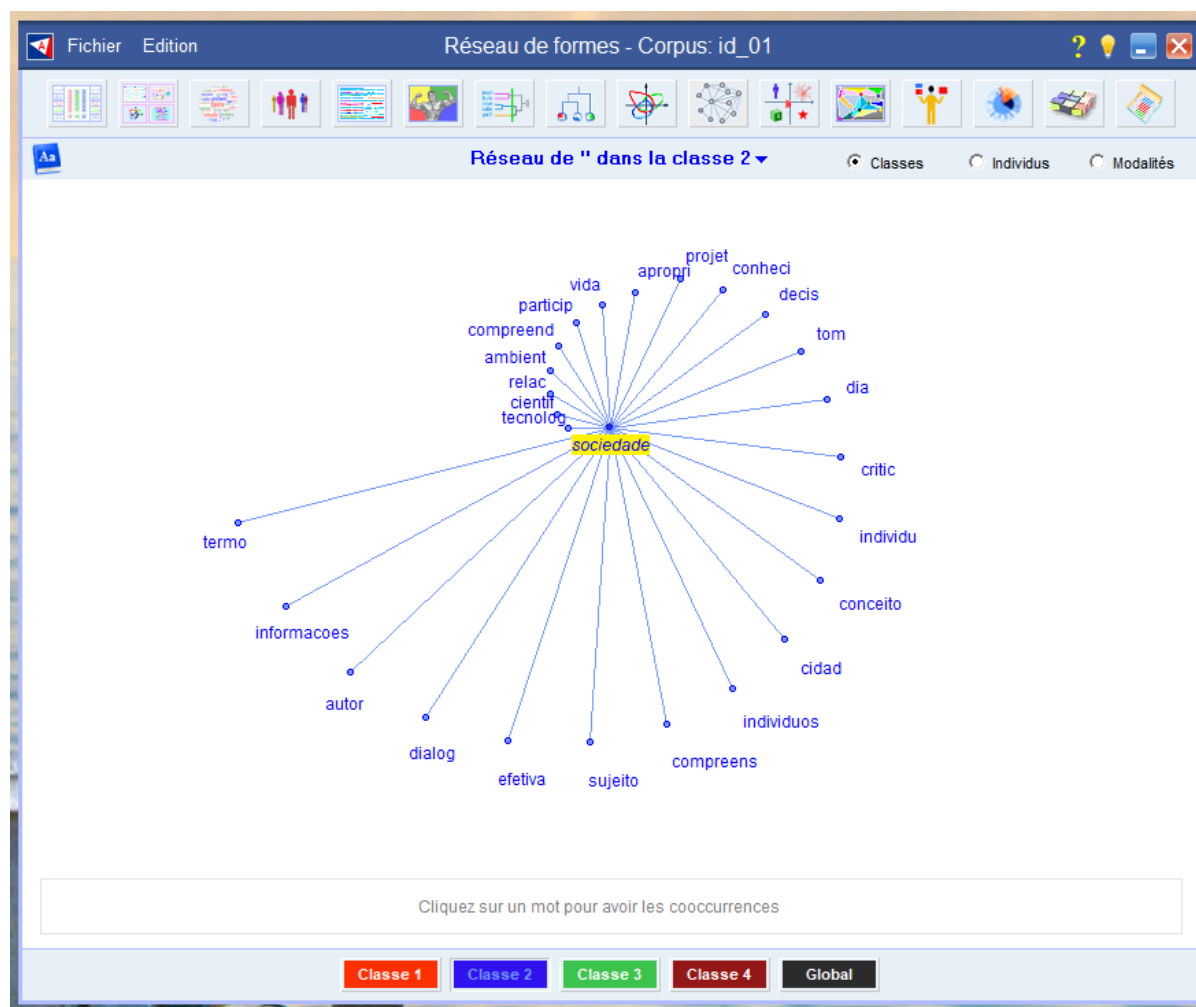 Fichier Edition Réseau de formes - Corpus: id_01 ?
Aa Réseau de '' dans la classe 2 Classes Individus Modalités
projet
apropri conheci
vida decis
particip
compreend tom
ambient
relac dia
cientif
tecnolog
sociedade
critic
termo individu
conceito
informacoes
cidad
autor
individuos
dialog
compreens
efetiva sujeito
Cliquez sur un mot pour avoir les cooccurrences
Classe 1 Classe 2 Classe 3 Classe 4 Global